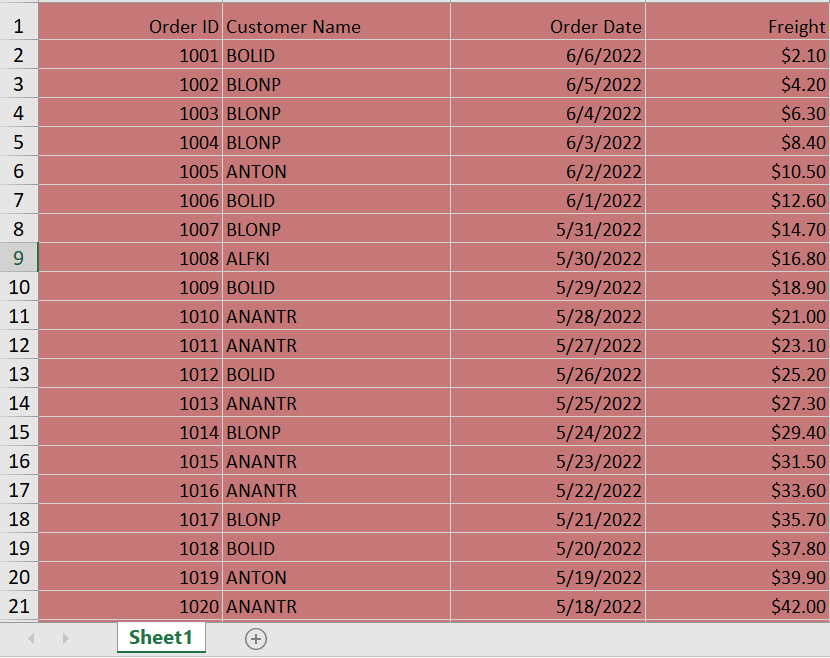 1 Order ID Customer Name Order Date Freight
2 1001 BOLID 6/6/2022 $2.10
3 1002 BLONP 6/5/2022 $4.20
4 1003 BLONP 6/4/2022 $6.30
5 1004 BLONP 6/3/2022 $8.40
6 1005 ANTON 6/2/2022 $10.50
7 1006 BOLID 6/1/2022 $12.60
8 1007 BLONP 5/31/2022 $14.70
9 1008 ALFKI 5/30/2022 $16.80
10 1009 BOLID 5/29/2022 $18.90
11 1010 ANANTR 5/28/2022 $21.00
12 1011 ANANTR 5/27/2022 $23.10
13 1012 BOLID 5/26/2022 $25.20
14 1013 ANANTR 5/25/2022 $27.30
15 1014 BLONP 5/24/2022 $29.40
16 1015 ANANTR 5/23/2022 $31.50
17 1016 ANANTR 5/22/2022 $33.60
18 1017 BLONP 5/21/2022 $35.70
19 1018 BOLID 5/20/2022 $37.80
20 1019 ANTON 5/19/2022 $39.90
21 1020 ANANTR 5/18/2022 $42.00
Sheet1